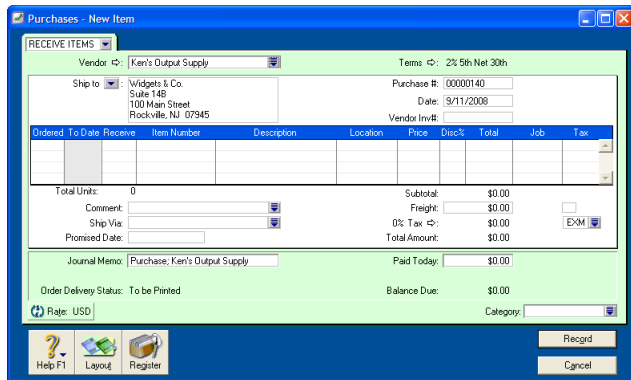 Purchases - New Item
RECEIVE ITEMS
Vendor ⇨: Ken's Output Supply Terms ⇨: 2% 5th Net 30th
Ship to : Widgets & Co. Purchase #: 00000140
Suite 14B
100 Main Street Date: 9/11/2008
Rockville, NJ 07945 Vendor Inv#:
Ordered To Date Receive Item Number Description Location Price Disc% Total Job Tax
Total Units: 0 Subtotal: $0.00
Comment: Freight: $0.00
Ship Via: 0% Tax ⇨: $0.00 EXM
Promised Date: Total Amount: $0.00
Journal Memo: Purchase; Ken's Output Supply Paid Today: $0.00
Order Delivery Status: To be Printed Balance Due: $0.00
Rate: USD Category:
Help F1 Layout Register Record
Cancel